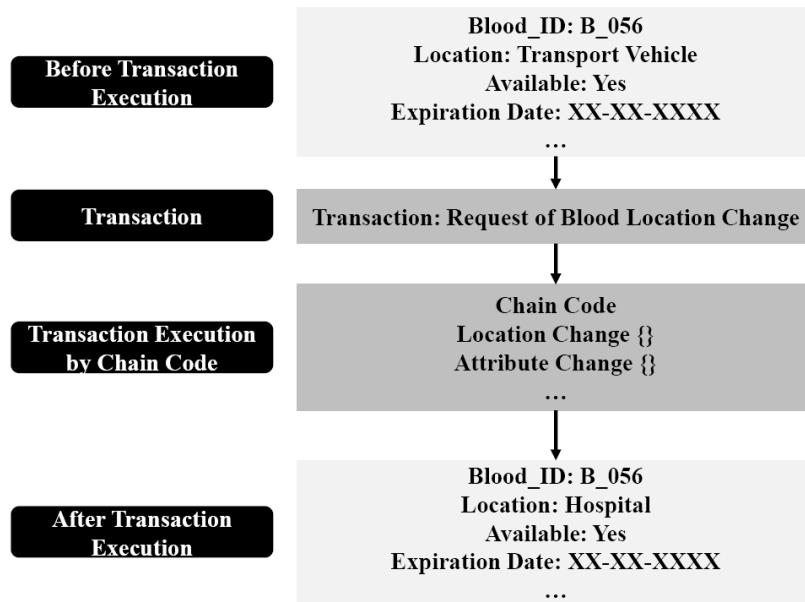 Before Transaction
Execution
Blood_ID: B_056
Location: Transport Vehicle
Available: Yes
Expiration Date: XX-XX-XXXX
...
Transaction
Transaction: Request of Blood Location Change
Transaction Execution
by Chain Code
Chain Code
Location Change {}
Attribute Change {}
...
After Transaction
Execution
Blood_ID: B_056
Location: Hospital
Available: Yes
Expiration Date: XX-XX-XXXX
...